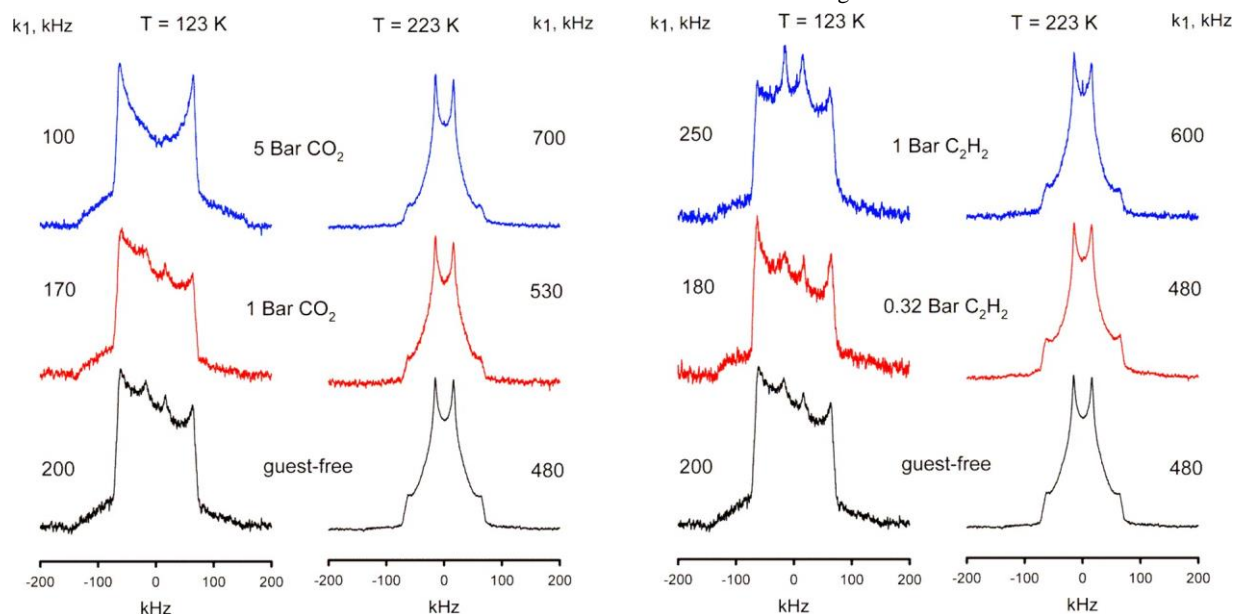 k₁, kHz T = 123 K T = 223 K k₁, kHz
100 5 Bar CO₂ 700
170 1 Bar CO₂ 530
200 guest-free 480
-200 -100 0 100 200 -200 -100 0 100 200
kHz kHz
k₁, kHz T = 123 K T = 223 K k₁, kHz
250 1 Bar C₂H₂ 600
180 0.32 Bar C₂H₂ 480
200 guest-free 480
-200 -100 0 100 200 -200 -100 0 100 200
kHz kHz